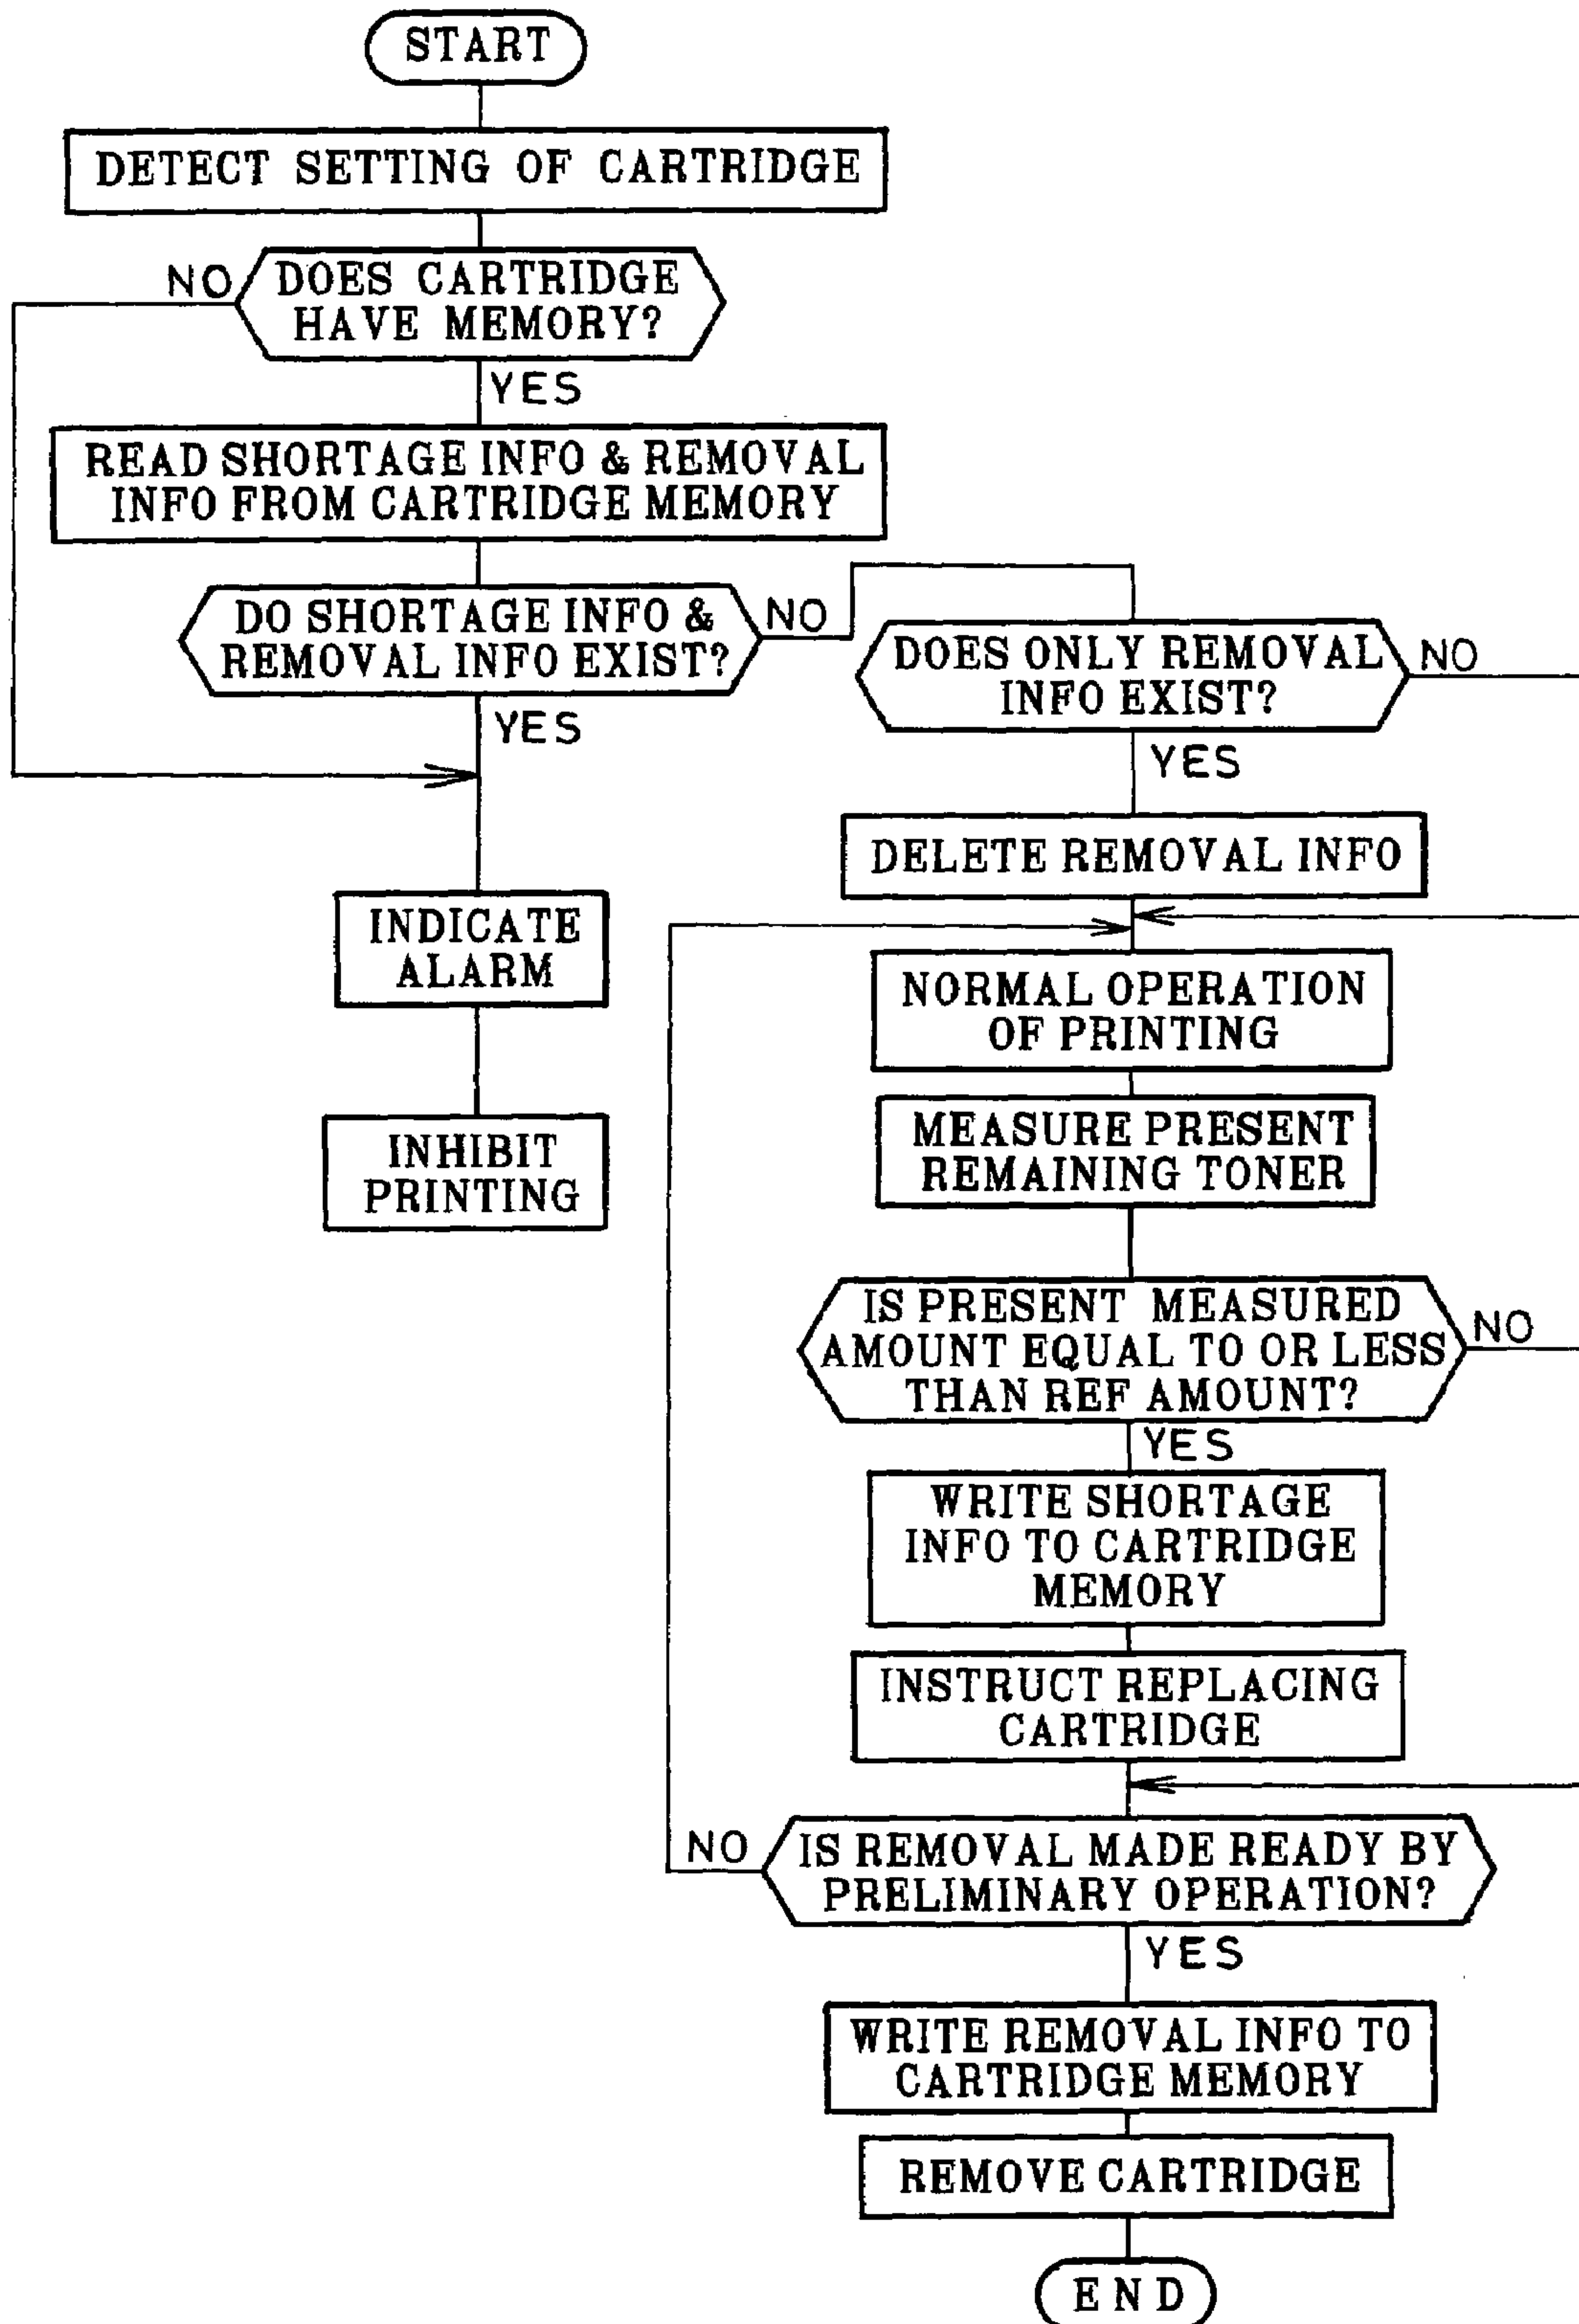 START
DETECT SETTING OF CARTRIDGE
NO
DOES CARTRIDGE
HAVE MEMORY?
YES
READ SHORTAGE INFO & REMOVAL
INFO FROM CARTRIDGE MEMORY
DO SHORTAGE INFO &
REMOVAL INFO EXIST?
NO
YES
DOES ONLY REMOVAL
INFO EXIST?
NO
YES
INDICATE
ALARM
INHIBIT
PRINTING
DELETE REMOVAL INFO
NORMAL OPERATION
OF PRINTING
MEASURE PRESENT
REMAINING TONER
IS PRESENT MEASURED
AMOUNT EQUAL TO OR LESS
THAN REF AMOUNT?
NO
YES
WRITE SHORTAGE
INFO TO CARTRIDGE
MEMORY
INSTRUCT REPLACING
CARTRIDGE
NO
IS REMOVAL MADE READY BY
PRELIMINARY OPERATION?
YES
WRITE REMOVAL INFO TO
CARTRIDGE MEMORY
REMOVE CARTRIDGE
END